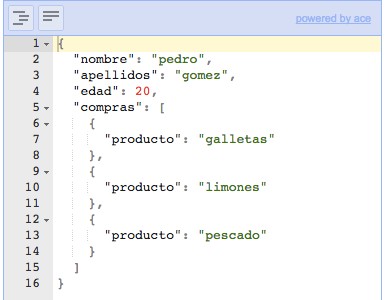 powered by ace
1 {
2   "nombre": "pedro",
3   "apellidos": "gomez",
4   "edad": 20,
5   "compras": [
6     {
7       "producto": "galletas"
8     },
9     {
10       "producto": "limones"
11     },
12     {
13       "producto": "pescado"
14     }
15   ]
16 }